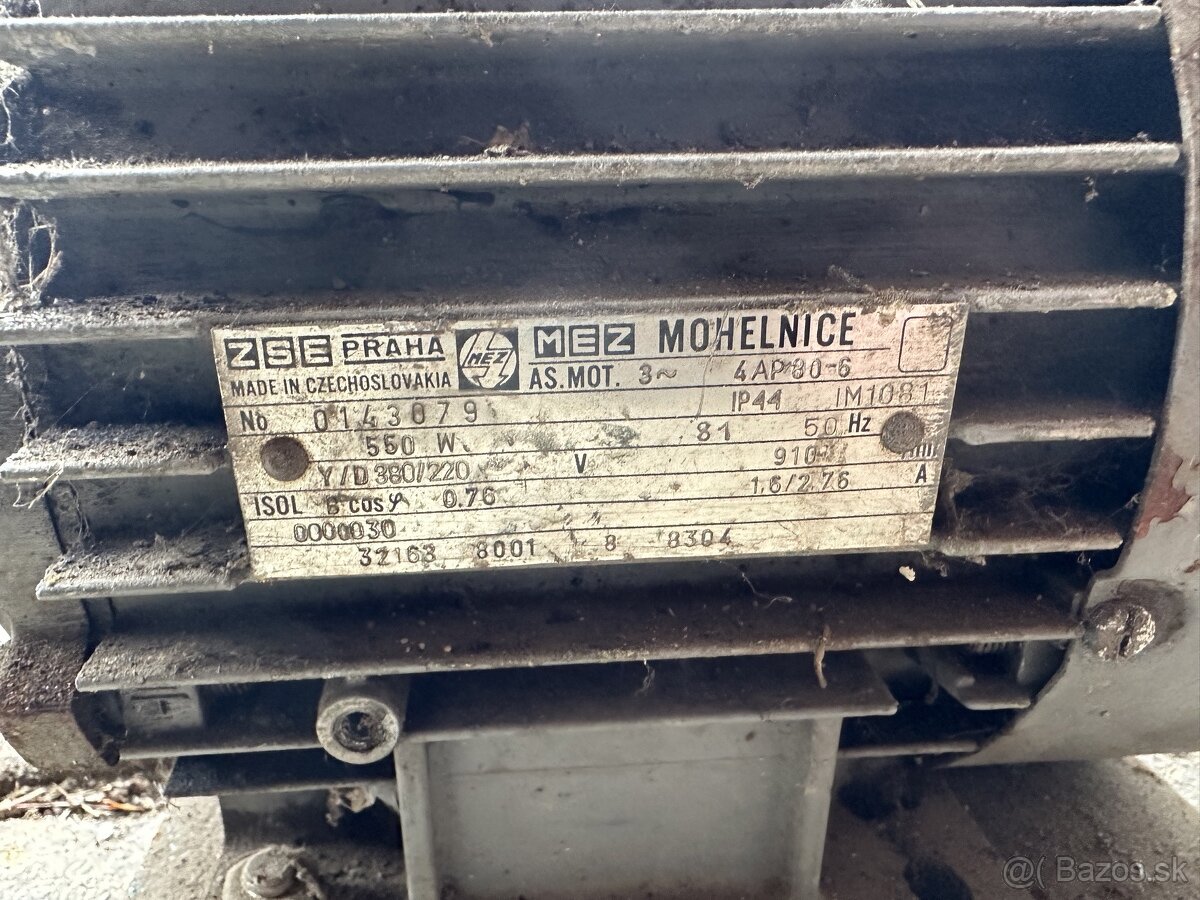 ZSE PRAHA MEZ MEZ MOHELNICE
MADE IN CZECHOSLOVAKIA AS. MOT. 3~ 4AP80-6
No 0143079 IP44 IM1081
550 W 81 50 Hz
Y/D 380/220 V 910
ISOL B cos φ 0.76 1,6/2,76 A
0000030
32163 8001 8 8304
@( Bazos.sk